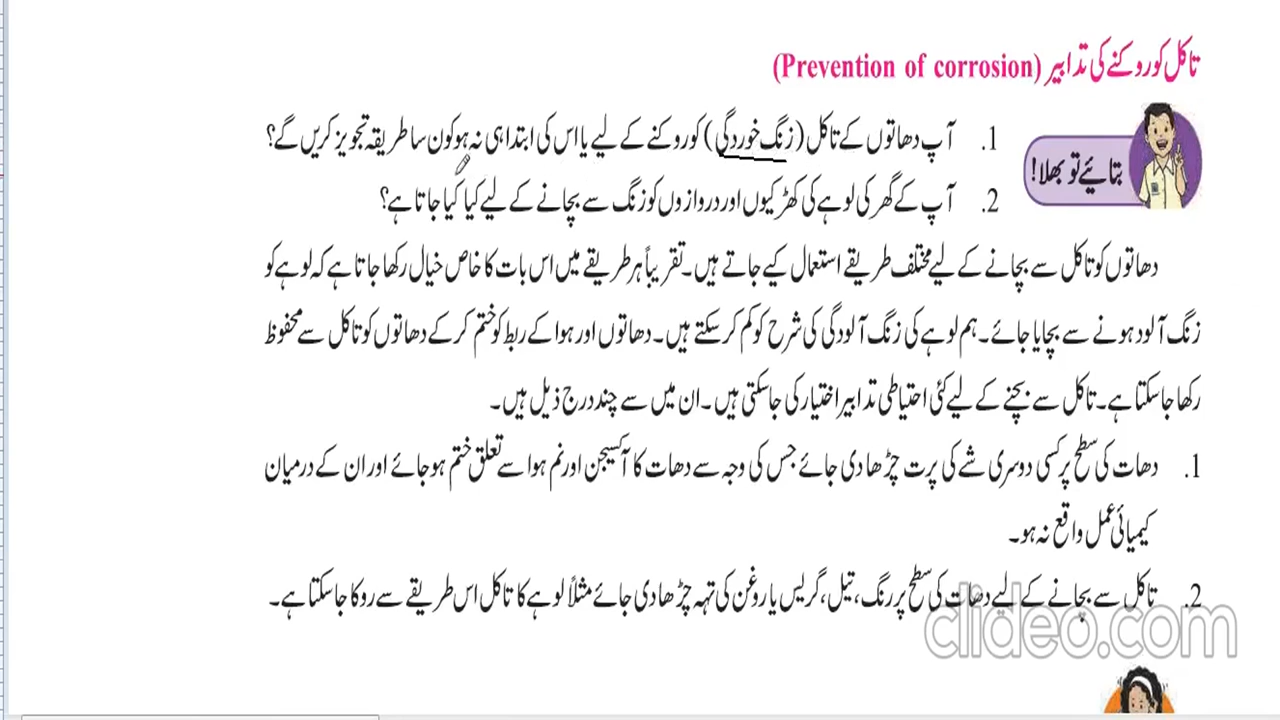 تاکل کو روکنے کی تدابیر (Prevention of corrosion)
بتائیے تو بھلا!
1. آپ دھاتوں کے تاکل (زنگ خوردگی) کو روکنے کے لیے یا اس کی ابتدا ہی نہ ہو کون سا طریقہ تجویز کریں گے؟
2. آپ کے گھر کی لوہے کی کھڑکیوں اور دروازوں کو زنگ سے بچانے کے لیے کیا کیا جاتا ہے؟
دھاتوں کو تاکل سے بچانے کے لیے مختلف طریقے استعمال کیے جاتے ہیں۔ تقریباً ہر طریقے میں اس بات کا خاص خیال رکھا جاتا ہے کہ لوہے کو
زنگ آلود ہونے سے بچایا جائے۔ ہم لوہے کی زنگ آلودگی کی شرح کو کم کر سکتے ہیں۔ دھاتوں اور ہوا کے ربط کو ختم کر کے دھاتوں کو تاکل سے محفوظ
رکھا جا سکتا ہے۔ تاکل سے بچنے کے لیے کئی احتیاطی تدابیر اختیار کی جاسکتی ہیں۔ ان میں سے چند درج ذیل ہیں۔
1. دھات کی سطح پر کسی دوسری شے کی پرت چڑھا دی جائے جس کی وجہ سے دھات کا آکسیجن اور نم ہوا سے تعلق ختم ہو جائے اور ان کے درمیان
کیمیائی عمل واقع نہ ہو۔
2. تاکل سے بچانے کے لیے دھات کی سطح پر رنگ، تیل، گریس یا روغن کی تہہ چڑھا دی جائے مثلاً لوہے کا تاکل اس طریقے سے روکا جا سکتا ہے۔
clideo.com